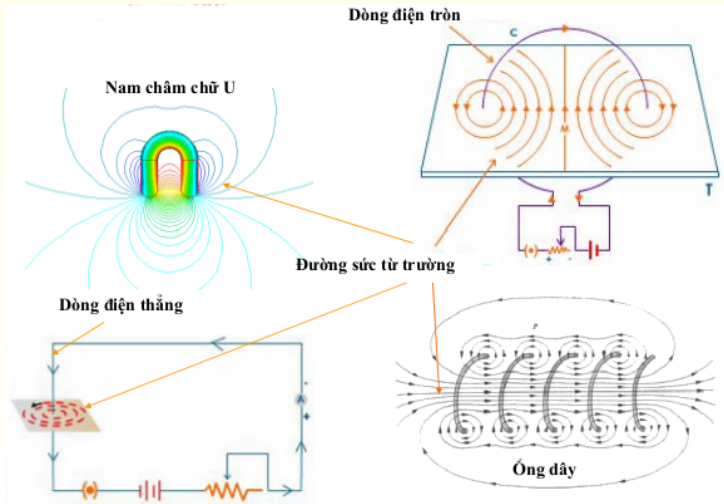 Dòng điện tròn
C
Nam châm chữ U
M
T
+ -
Đường sức từ trường
Dòng điện thẳng
P
-
A
+
Ống dây